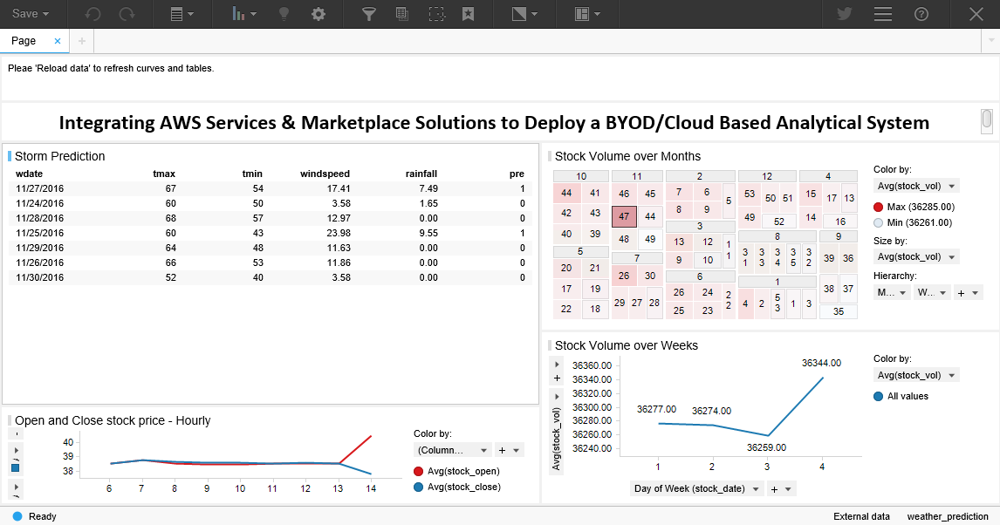 Save
Page
Pleae 'Reload data' to refresh curves and tables.
Integrating AWS Services & Marketplace Solutions to Deploy a BYOD/Cloud Based Analytical System
Storm Prediction
wdate tmax tmin windspeed rainfall pre
11/27/2016 67 54 17.41 7.49 1
11/24/2016 60 50 3.58 1.65 0
11/28/2016 68 57 12.97 0.00 0
11/25/2016 60 43 23.98 9.55 1
11/29/2016 64 48 11.63 0.00 0
11/26/2016 66 53 11.86 0.00 0
11/30/2016 52 40 3.58 0.00 0
Stock Volume over Months
10 11 2 12 4
44 41 46 45 7 6 5 53 50 51 15 17 13
42 43 47 44 8 9 49 52 14 16
40 39 48 49 3 8 9
5 7 13 12 11 31 33 34 35 32 39 36
20 21 26 30 9 10 1 38 37
17 19 29 27 28 6 4 2 53 1 3 35
22 18 26 24 22
25 23
Color by:
Avg(stock_vol)
Max (36285.00)
Min (36261.00)
Size by:
Avg(stock_vol)
Hierarchy:
M... W... +
Stock Volume over Weeks
+
Avg(stock_vol)
36360.00
36340.00
36320.00
36300.00
36280.00
36260.00
36240.00
36277.00 36274.00 36259.00 36344.00
1 2 3 4
Day of Week (stock_date) +
Color by:
Avg(stock_vol)
All values
Open and Close stock price - Hourly
40
39
38
6 7 8 9 10 11 12 13 14
Color by:
(Column... +
Avg(stock_open)
Avg(stock_close)
Ready
External data weather_prediction